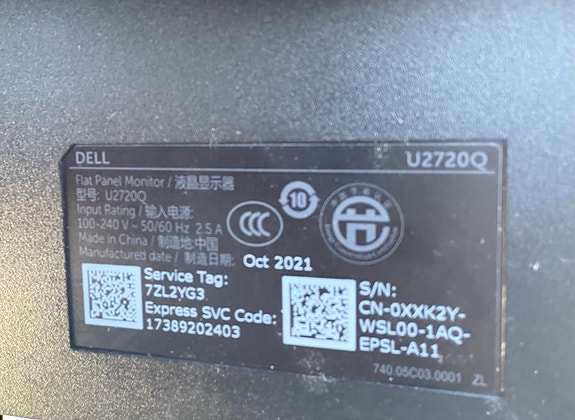 DELL U2720Q
Flat Panel Monitor / 液晶显示器
型号: U2720Q
Input Rating / 输入电源:
100-240 V ~ 50/60 Hz 2.5 A
Made in China / 制造地:中国
Manufactured date / 制造日期: Oct 2021
10
CCC
Service Tag:
7ZL2YG3
Express SVC Code:
17389202403
S/N:
CN-0XXK2Y-
WSL00-1AQ-
EPSL-A11
740.05C03.0001 ZL